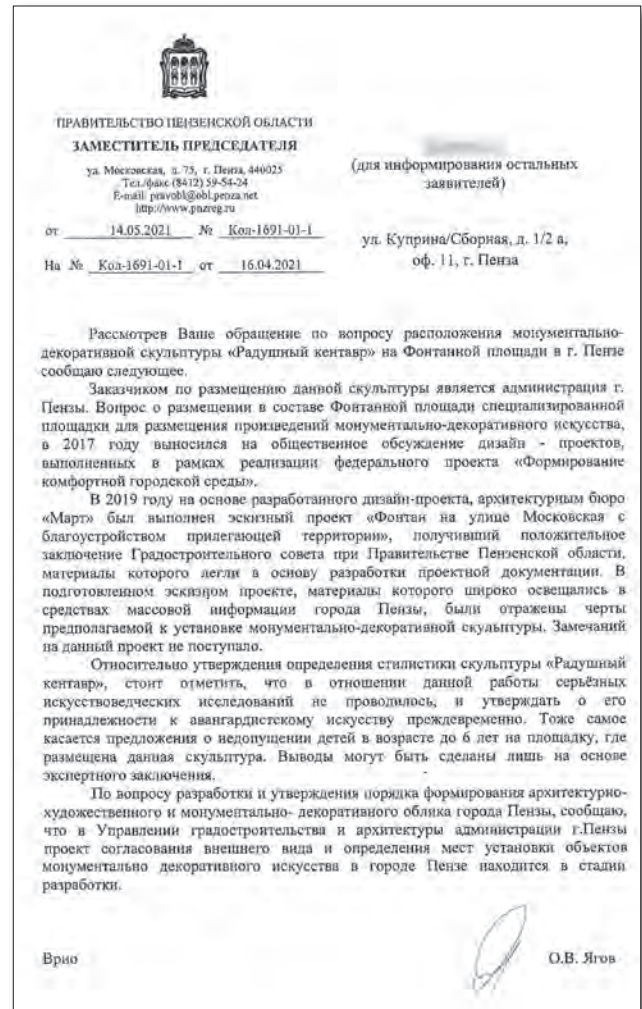 ПРАВИТЕЛЬСТВО ПЕНЗЕНСКОЙ ОБЛАСТИ
ЗАМЕСТИТЕЛЬ ПРЕДСЕДАТЕЛЯ
ул. Московская, д. 75, г. Пенза, 440025
Тел./факс (8412) 59-54-24
E-mail: pravobl@obl.penza.net
http://www.pnzreg.ru
от 14.05.2021 № Кол-1691-01-1
На № Кол-1691-01-1 от 16.04.2021
(для информирования остальных
заявителей)
ул. Куприна/Сборная, д. 1/2 а,
оф. 11, г. Пенза
Рассмотрев Ваше обращение по вопросу расположения монументально-
декоративной скульптуры «Радушный кентавр» на Фонтанной площади в г. Пензе
сообщаю следующее.
Заказчиком по размещению данной скульптуры является администрация г.
Пензы. Вопрос о размещении в составе Фонтанной площади специализированной
площадки для размещения произведений монументально-декоративного искусства,
в 2017 году выносился на общественное обсуждение дизайн - проектов,
выполненных в рамках реализации федерального проекта «Формирование
комфортной городской среды».
В 2019 году на основе разработанного дизайн-проекта, архитектурным бюро
«Март» был выполнен эскизный проект «Фонтан на улице Московская с
благоустройством прилегающей территории», получивший положительное
заключение Градостроительного совета при Правительстве Пензенской области,
материалы которого легли в основу разработки проектной документации. В
подготовленном эскизном проекте, материалы которого широко освещались в
средствах массовой информации города Пензы, были отражены черты
предполагаемой к установке монументально-декоративной скульптуры. Замечаний
на данный проект не поступало.
Относительно утверждения определения стилистики скульптуры «Радушный
кентавр», стоит отметить, что в отношении данной работы серьёзных
искусствоведческих исследований не проводилось, и утверждать о его
принадлежности к авангардистскому искусству преждевременно. Тоже самое
касается предложения о недопущении детей в возрасте до 6 лет на площадку, где
размещена данная скульптура. Выводы могут быть сделаны лишь на основе
экспертного заключения.
По вопросу разработки и утверждения порядка формирования архитектурно-
художественного и монументально- декоративного облика города Пензы, сообщаю,
что в Управлении градостроительства и архитектуры администрации г.Пензы
проект согласования внешнего вида и определения мест установки объектов
монументально декоративного искусства в городе Пензе находится в стадии
разработки.
Врио О.В. Ягов